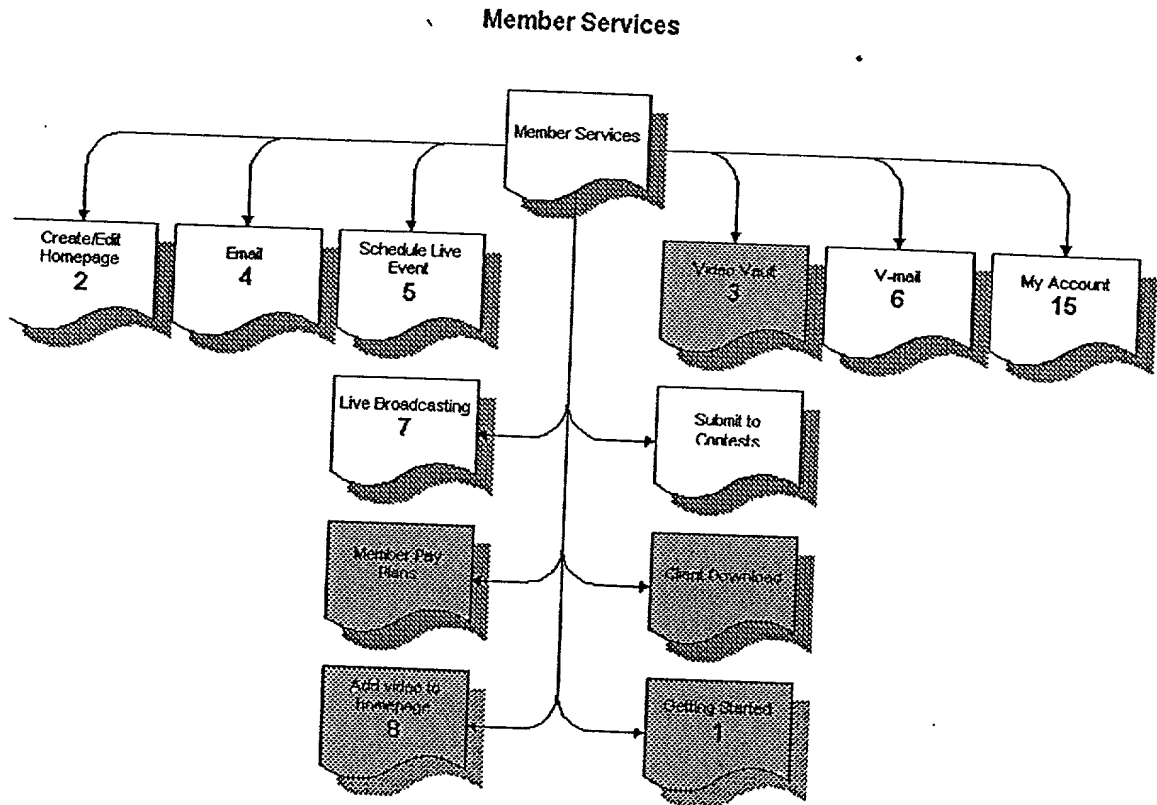 Member Services
Member Services
Create/Edit
Homepage
2
Email
4
Schedule Live
Event
5
Video Vault
3
V-mail
6
My Account
15
Live Broadcasting
7
Submit to
Contests
Member Pay
Plans
Client Download
Add video to
homepage
8
Getting Started
1